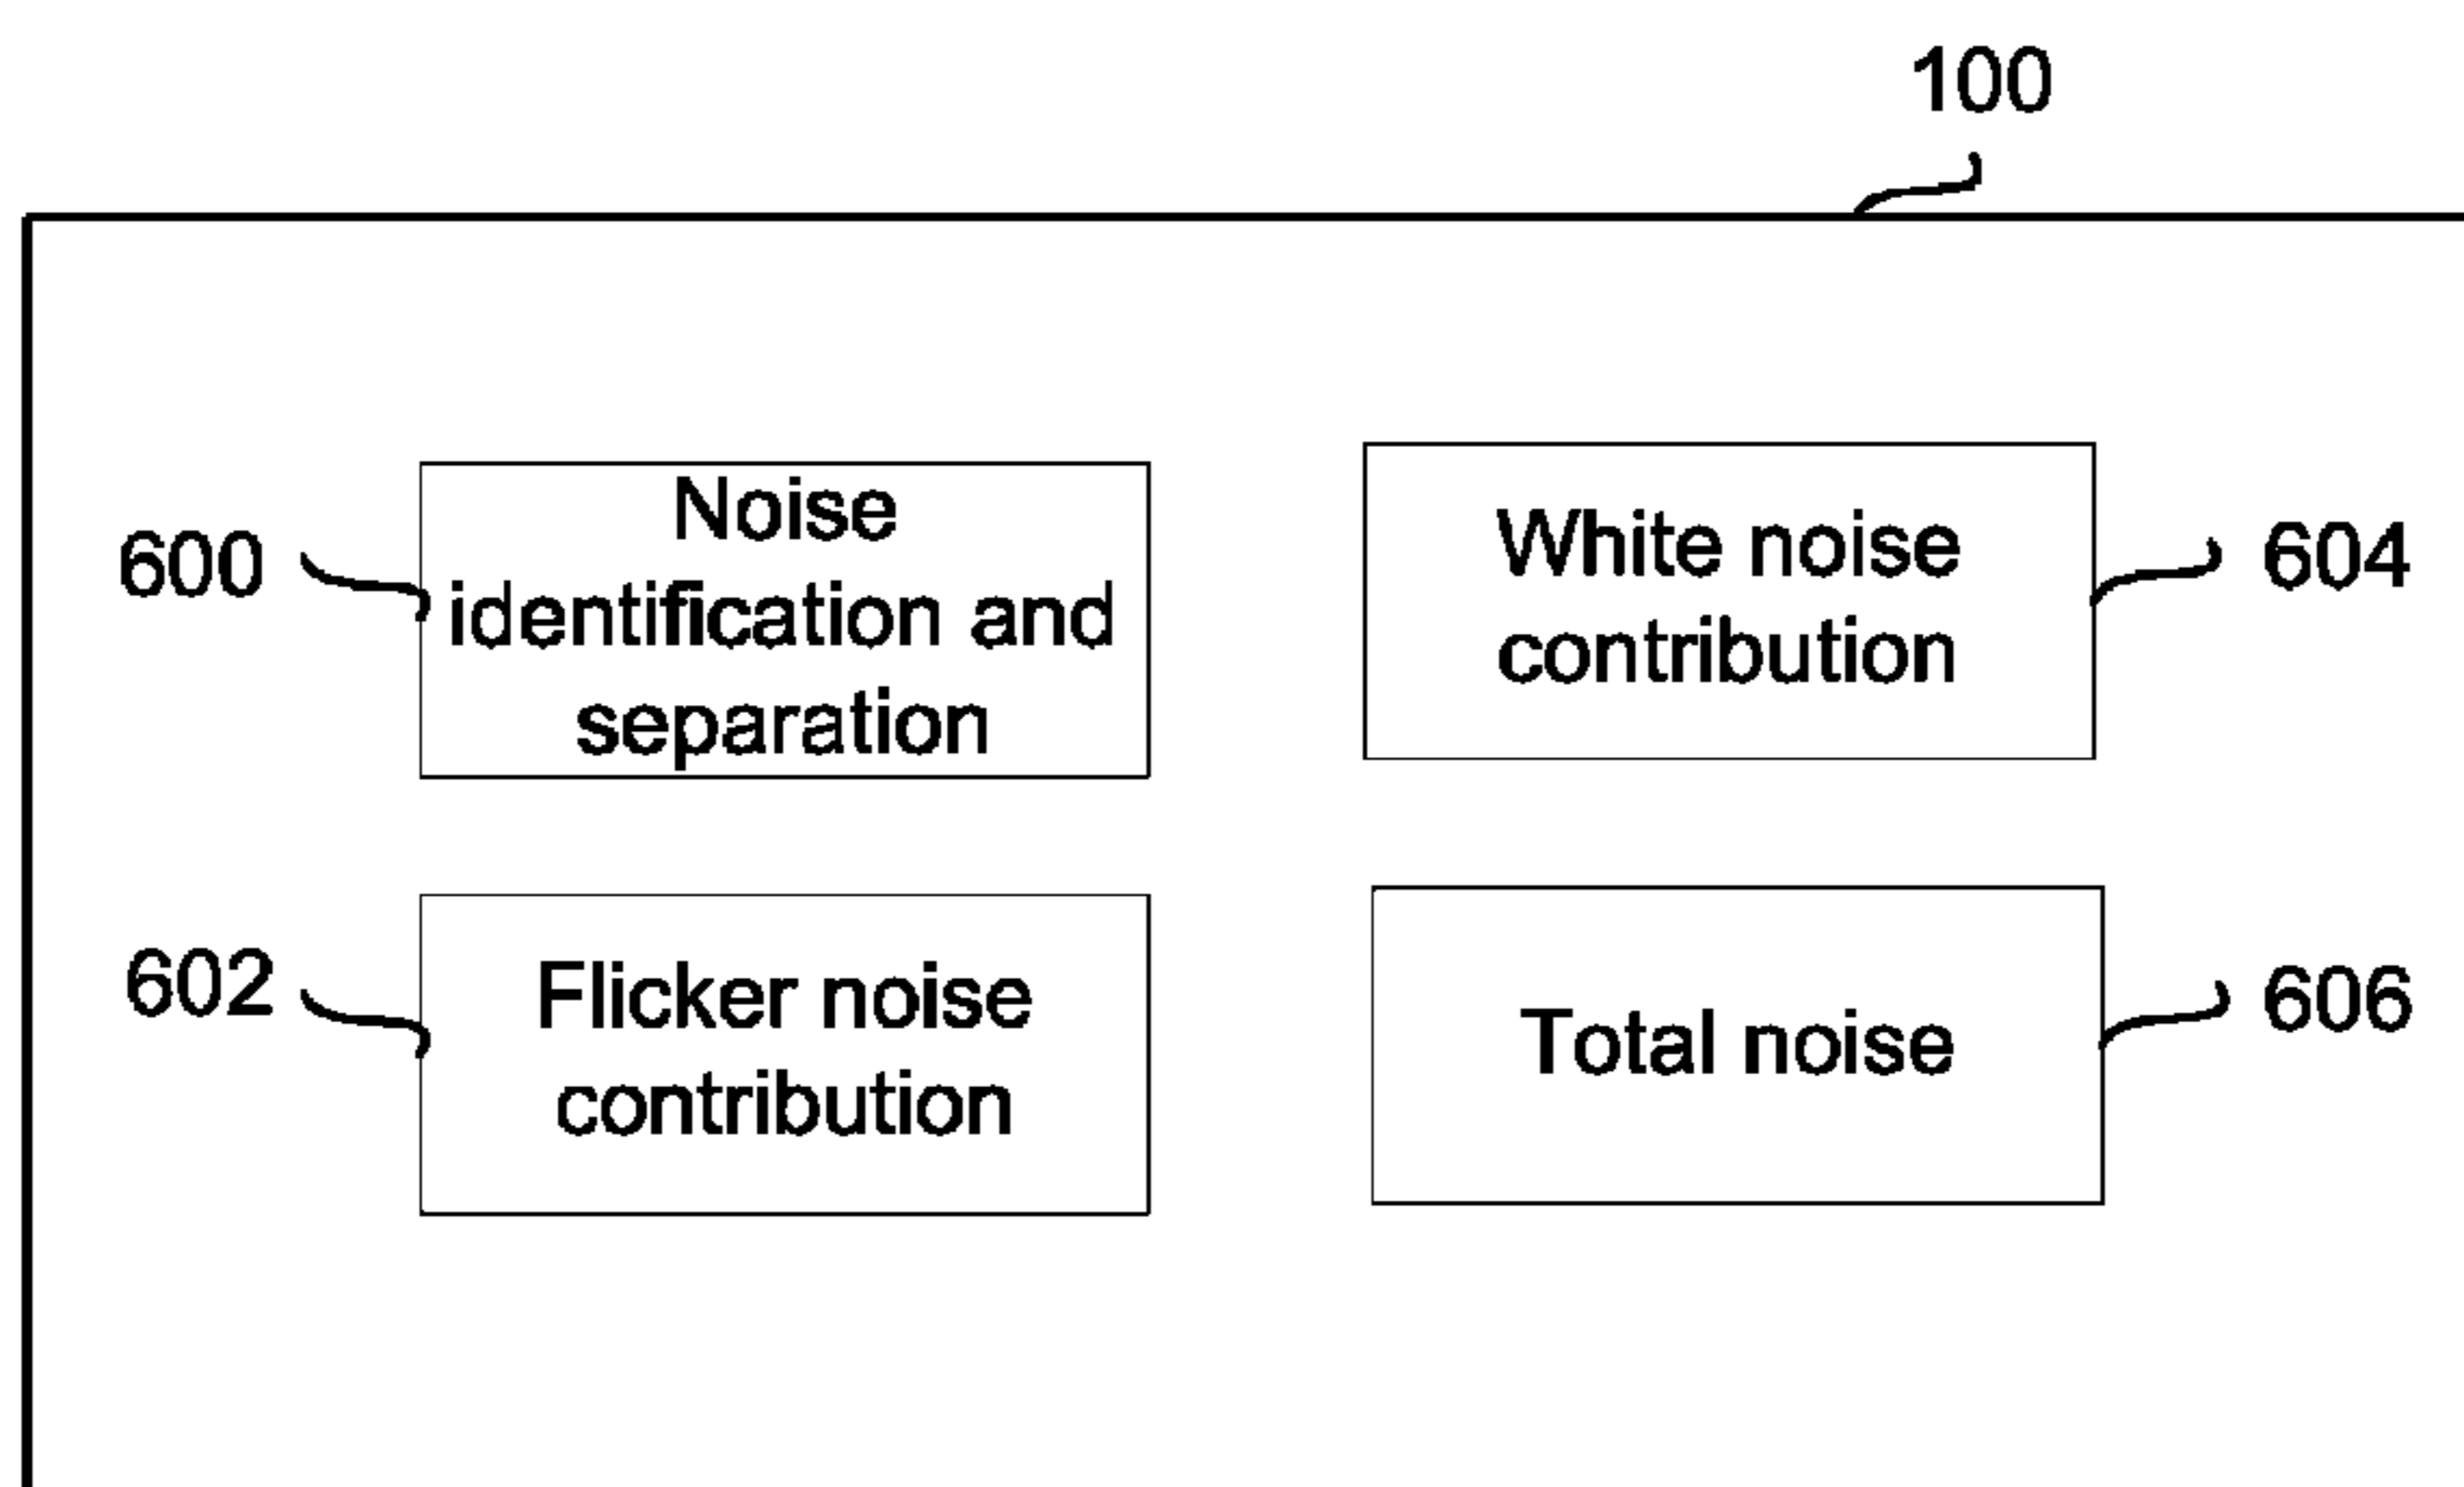 100
600
Noise
identification and
separation
White noise
contribution
604
602
Flicker noise
contribution
Total noise
606